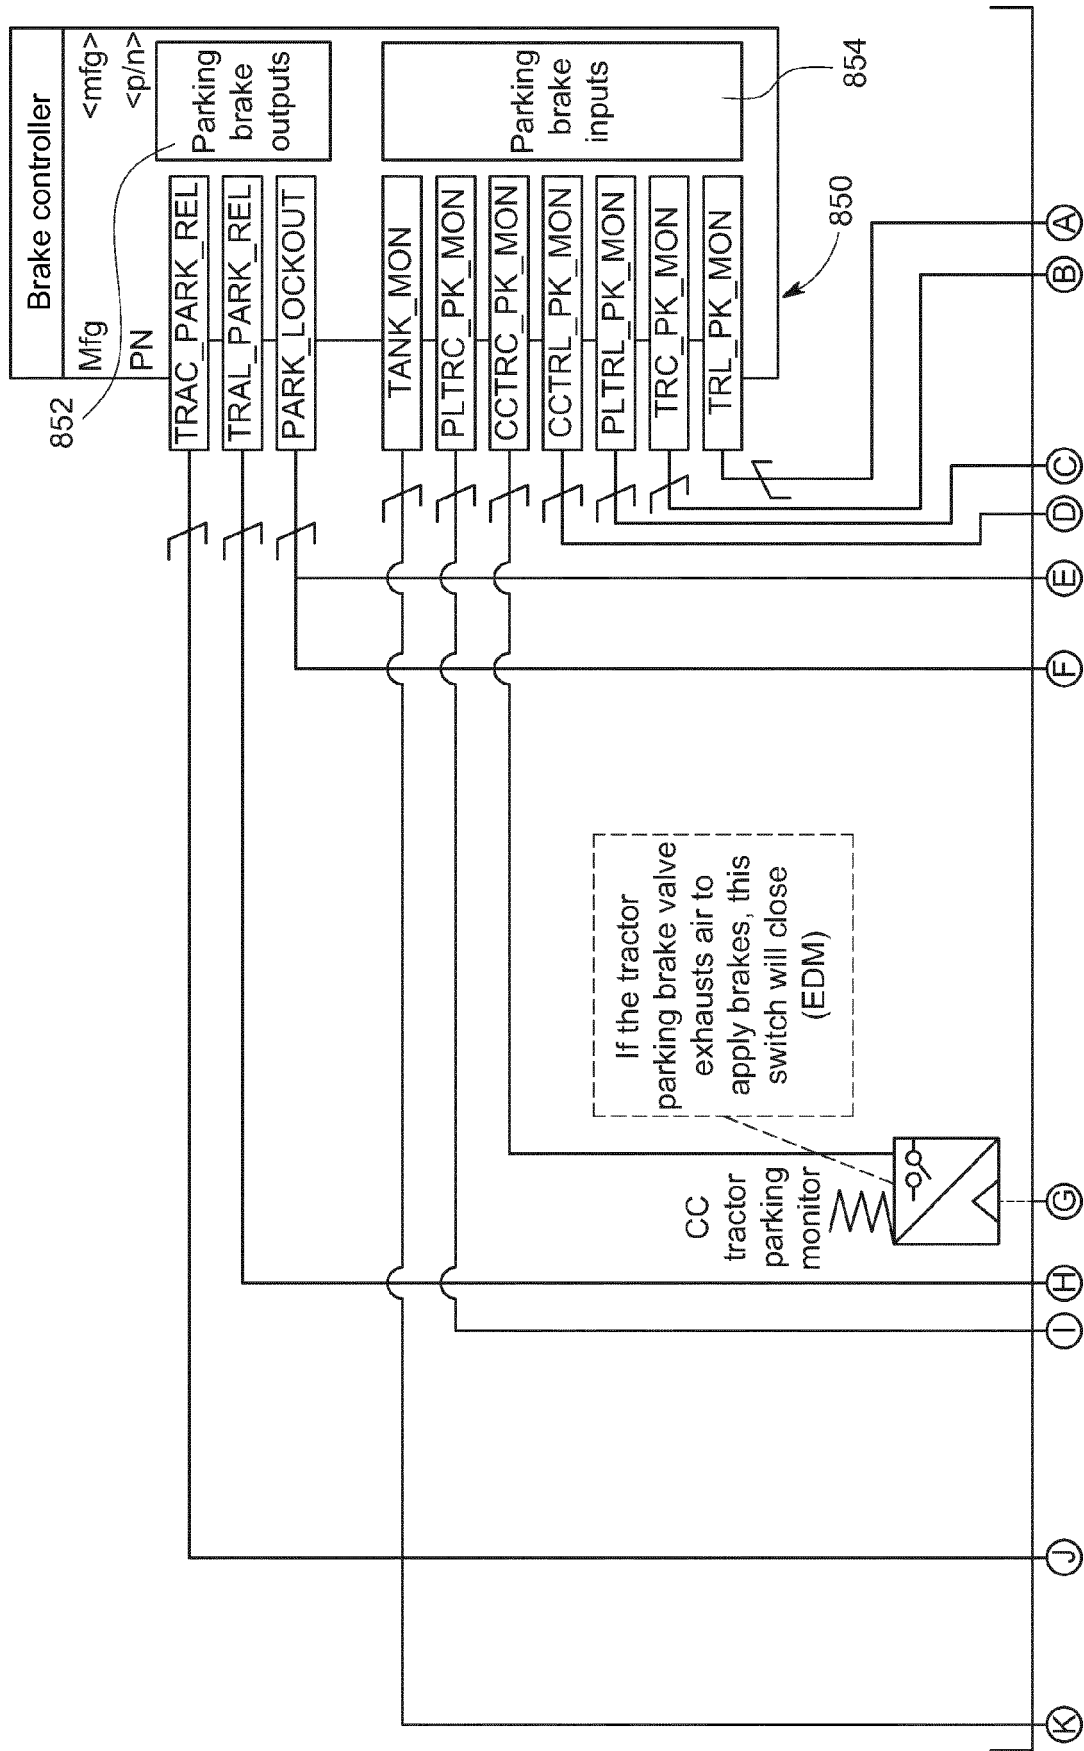 Brake controller
Mfg
<mfg>
PN
<p/n>
852
TRAC_PARK_REL
TRAL_PARK_REL
PARK_LOCKOUT
Parking
brake
outputs
TANK_MON
PLTRC_PK_MON
CCTRC_PK_MON
CCTRL_PK_MON
PLTRL_PK_MON
TRC_PK_MON
TRL_PK_MON
Parking
brake
inputs
854
850
If the tractor
parking brake valve
exhausts air to
apply brakes, this
switch will close
(EDM)
CC
tractor
parking
monitor
K
J
I
H
G
F
E
D
C
B
A